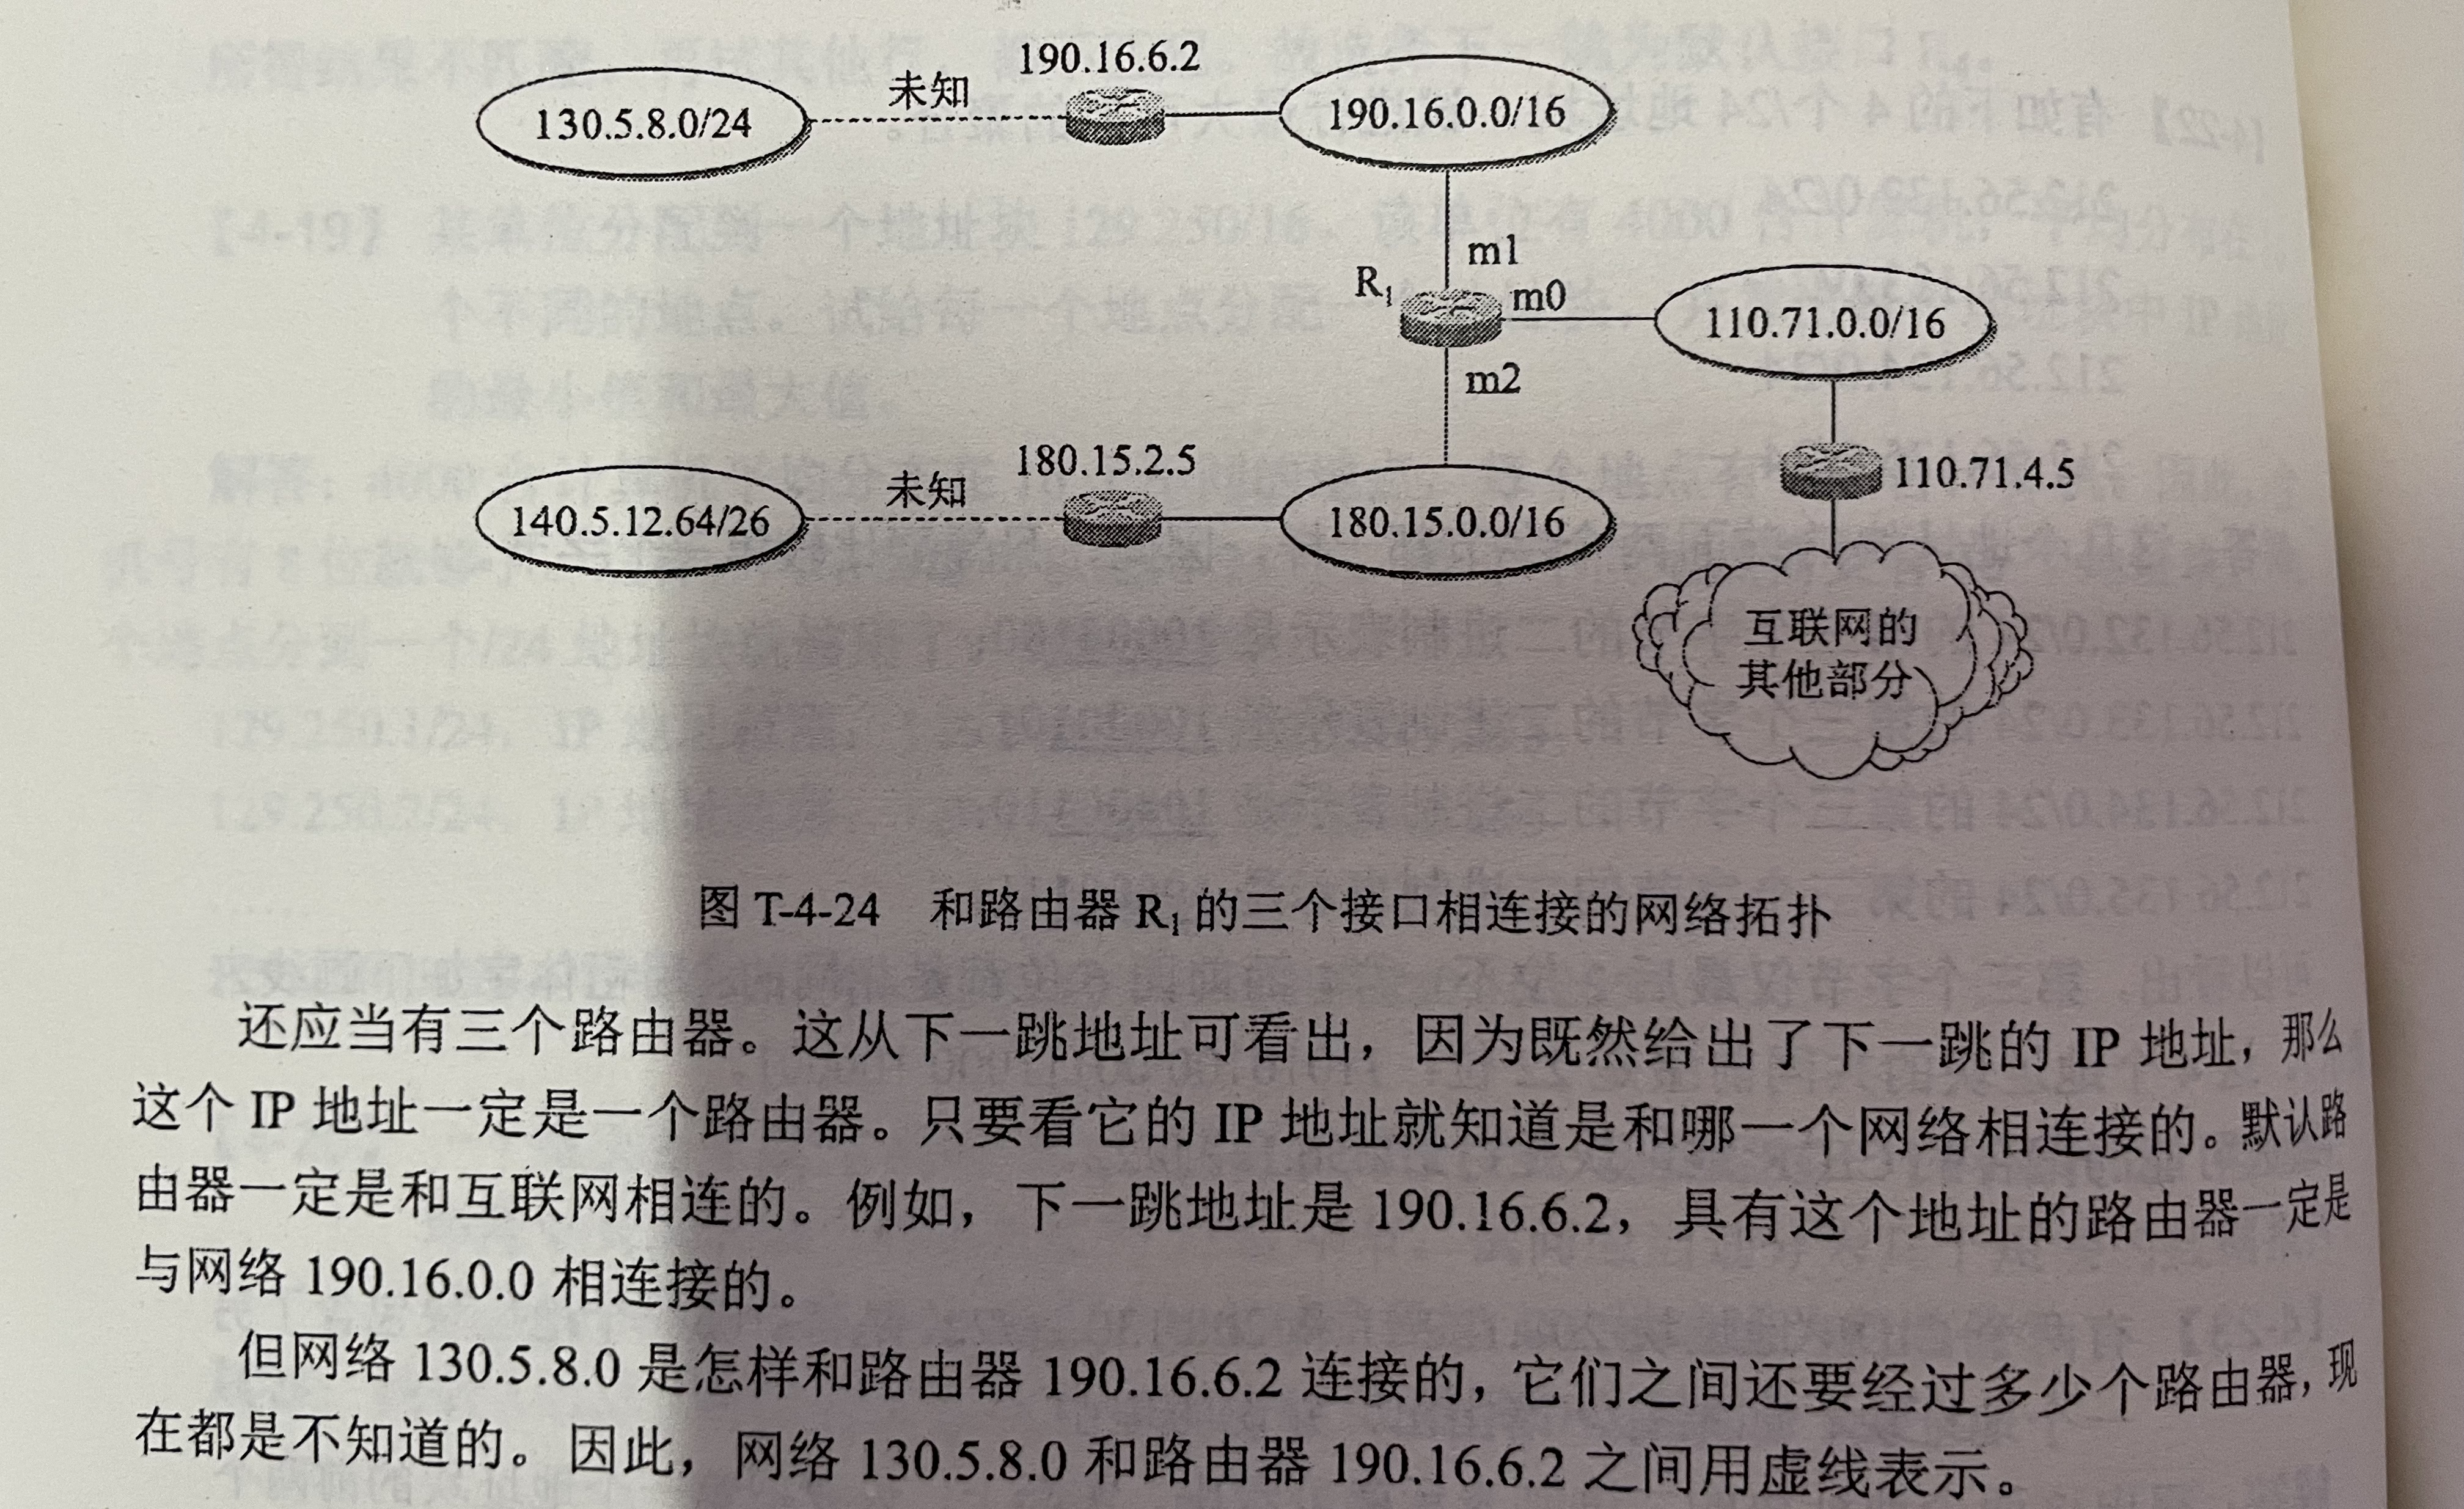 190.16.6.2
130.5.8.0/24
未知
190.16.0.0/16
m1
R₁
m0
110.71.0.0/16
m2
180.15.2.5
110.71.4.5
140.5.12.64/26
未知
180.15.0.0/16
互联网的
其他部分
图 T-4-24 和路由器 R₁ 的三个接口相连接的网络拓扑
还应当有三个路由器。这从下一跳地址可看出，因为既然给出了下一跳的 IP 地址，那么
这个 IP 地址一定是一个路由器。只要看它的 IP 地址就知道是和哪一个网络相连接的。默认路
由器一定是和互联网相连的。例如，下一跳地址是 190.16.6.2，具有这个地址的路由器一定是
与网络 190.16.0.0 相连接的。
但网络 130.5.8.0 是怎样和路由器 190.16.6.2 连接的，它们之间还要经过多少个路由器，现
在都是不知道的。因此，网络 130.5.8.0 和路由器 190.16.6.2 之间用虚线表示。